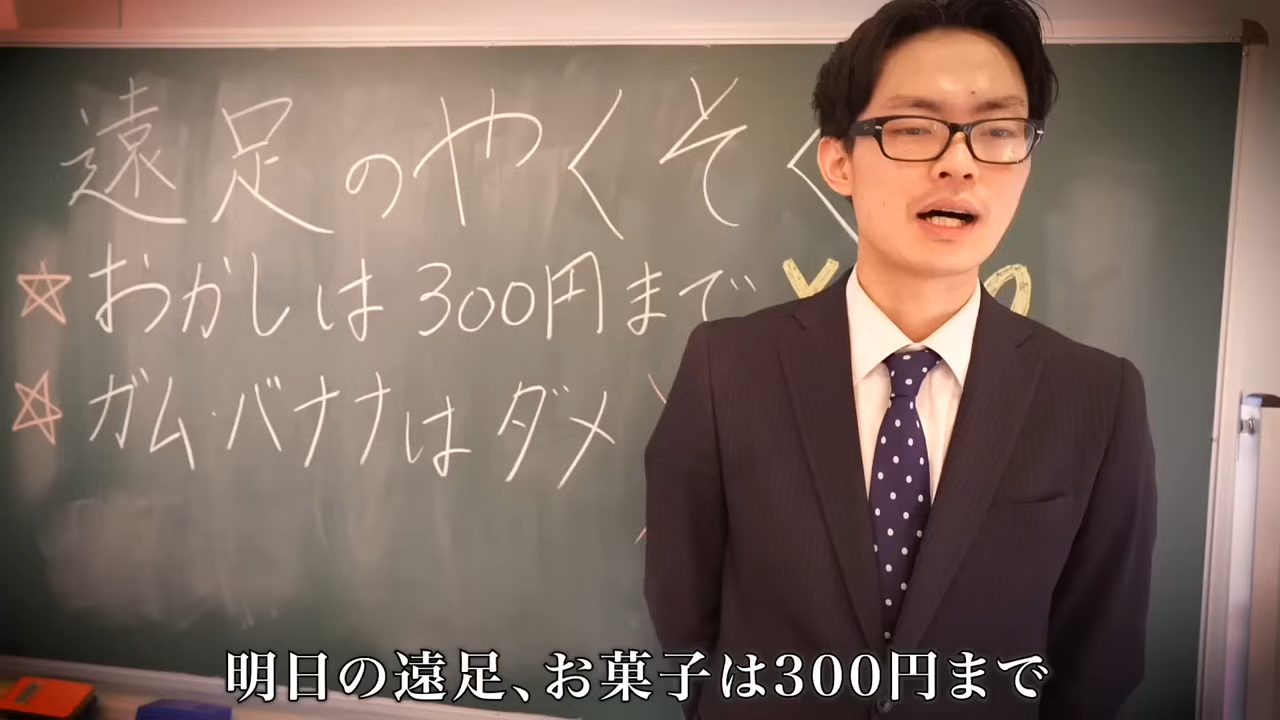 遠足のやくそく
☆おかしは300円まで
☆ガム・バナナはダメ
明日の遠足、お菓子は300円まで